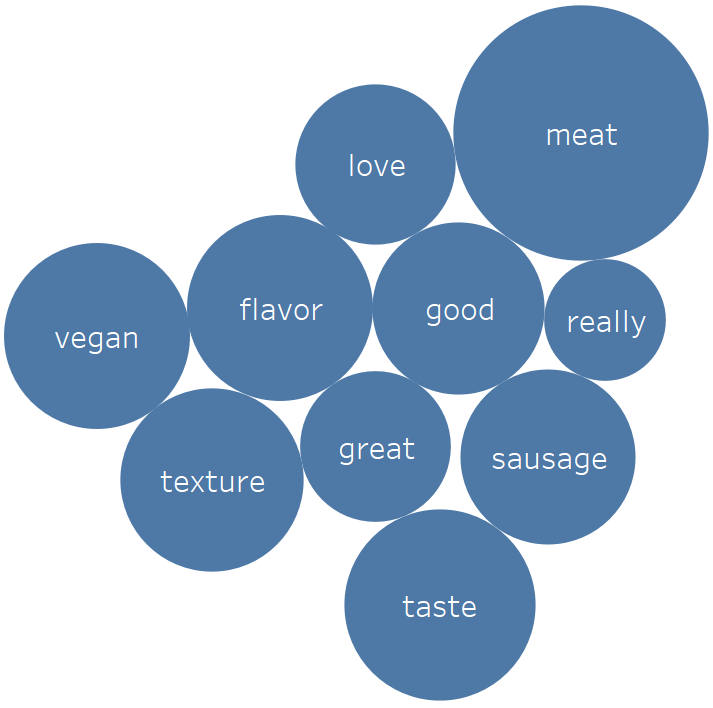 meat
love
flavor
good
really
vegan
great
sausage
texture
taste